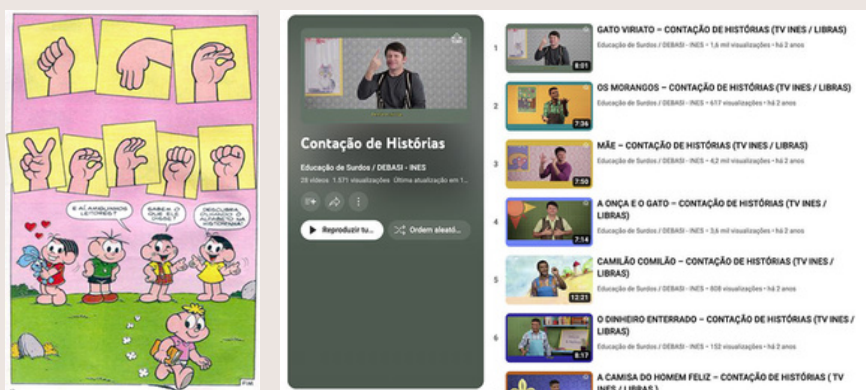 E AÍ, AMIGUINHOS
LEITORES?
SABEM O
QUE ELE
DISSE?
DESCUBRA,
OLHANDO O
ALFABETO NA
HISTORINHA!
FIM
Contação de Histórias
Educação de Surdos / DEBASI - INES
28 vídeos 1.571 visualizações Última atualização em 1...
Reproduzir tu...
Ordem aleató...
1
8:01
GATO VIRIATO – CONTAÇÃO DE HISTÓRIAS (TV INES / LIBRAS)
Educação de Surdos / DEBASI - INES • 1,6 mil visualizações • há 2 anos
2
7:36
OS MORANGOS – CONTAÇÃO DE HISTÓRIAS (TV INES / LIBRAS)
Educação de Surdos / DEBASI - INES • 617 visualizações • há 2 anos
3
7:50
MÃE – CONTAÇÃO DE HISTÓRIAS (TV INES / LIBRAS)
Educação de Surdos / DEBASI - INES • 4,2 mil visualizações • há 2 anos
4
7:14
A ONÇA E O GATO – CONTAÇÃO DE HISTÓRIAS (TV INES /
LIBRAS)
Educação de Surdos / DEBASI - INES • 3,6 mil visualizações • há 2 anos
5
12:21
CAMILÃO COMILÃO – CONTAÇÃO DE HISTÓRIAS (TV INES /
LIBRAS)
Educação de Surdos / DEBASI - INES • 808 visualizações • há 2 anos
6
8:17
O DINHEIRO ENTERRADO – CONTAÇÃO DE HISTÓRIAS (TV INES /
LIBRAS)
Educação de Surdos / DEBASI - INES • 152 visualizações • há 2 anos
A CAMISA DO HOMEM FELIZ – CONTAÇÃO DE HISTÓRIAS ( TV
INES / LIBRAS )